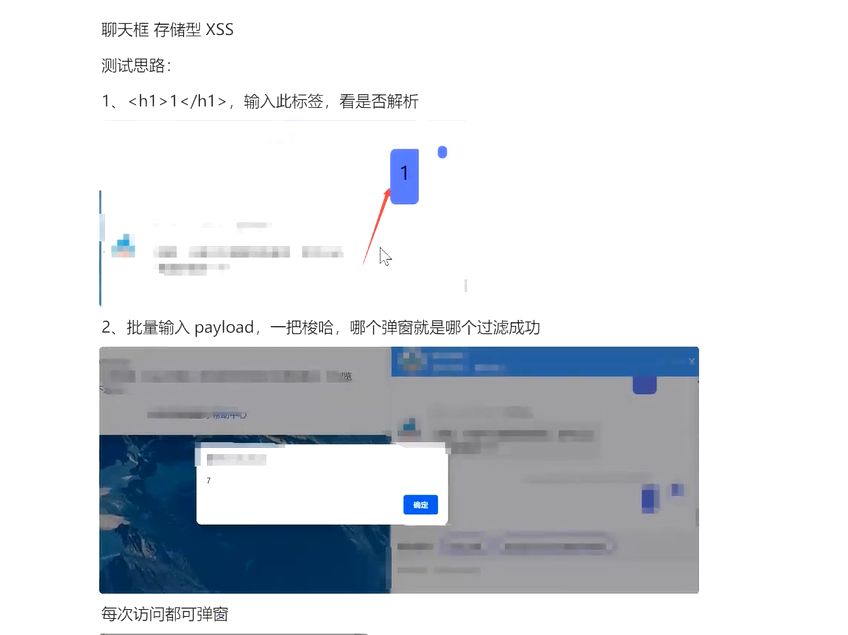 聊天框 存储型 XSS
测试思路：
1、<h1>1</h1>，输入此标签，看是否解析
1
2、批量输入 payload，一把梭哈，哪个弹窗就是哪个过滤成功
7
确定
每次访问都可弹窗